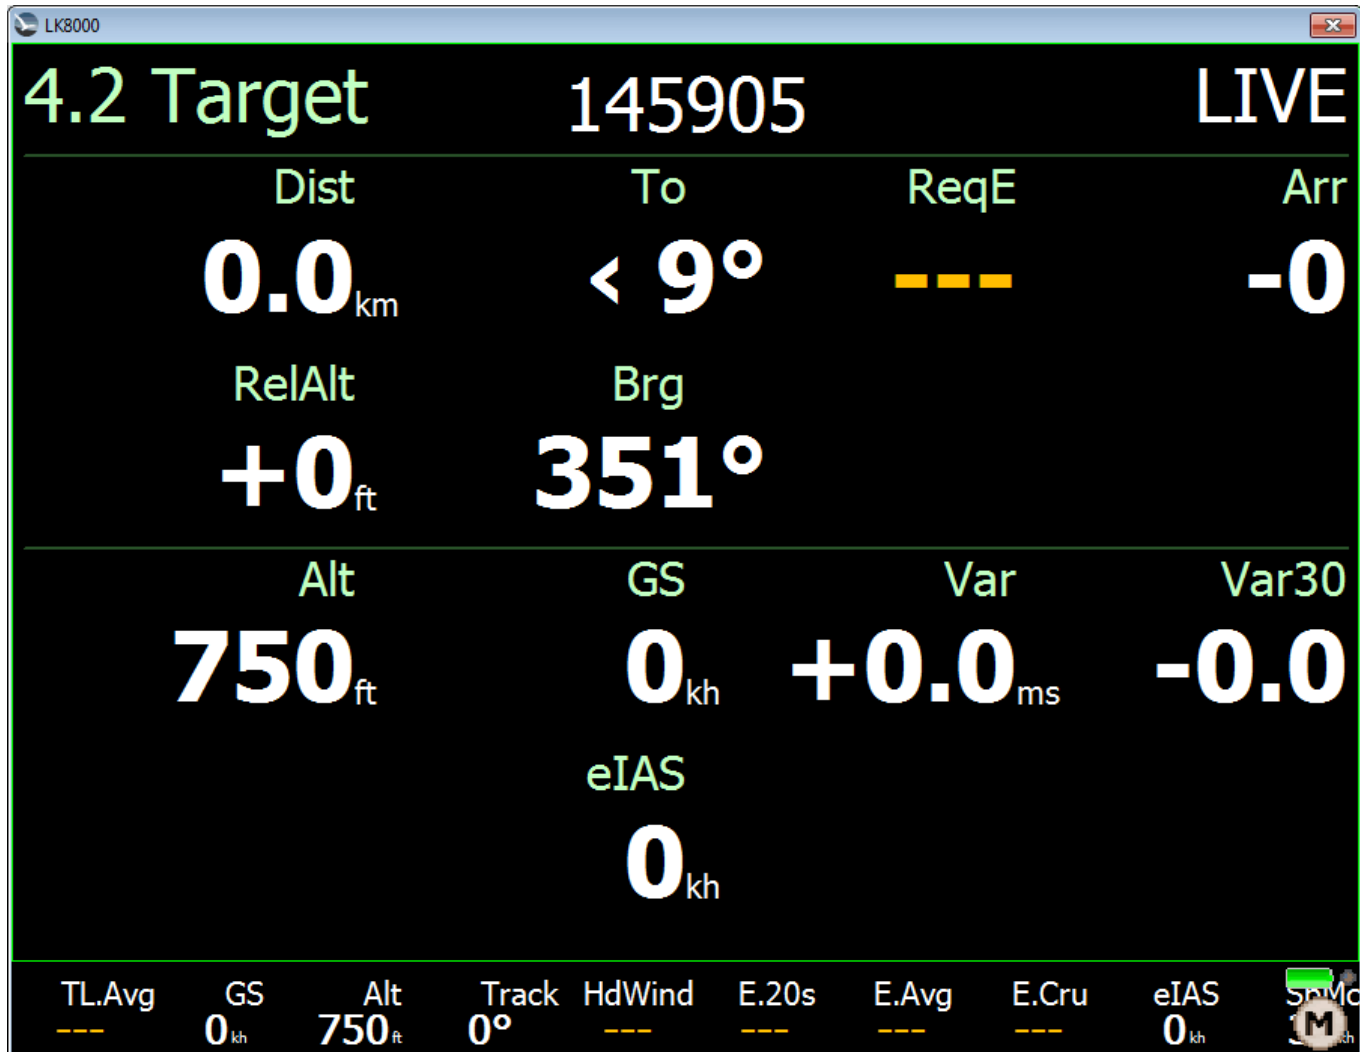 LK8000
4.2 Target 145905 LIVE
Dist To ReqE Arr
0.0km ‹ 9° --- -0
RelAlt Brg
+0ft 351°
Alt GS Var Var30
750ft 0kh +0.0ms -0.0
eIAS
0kh
TL.Avg GS Alt Track HdWind E.20s E.Avg E.Cru eIAS
--- 0kh 750ft 0° --- --- --- --- 0kh M